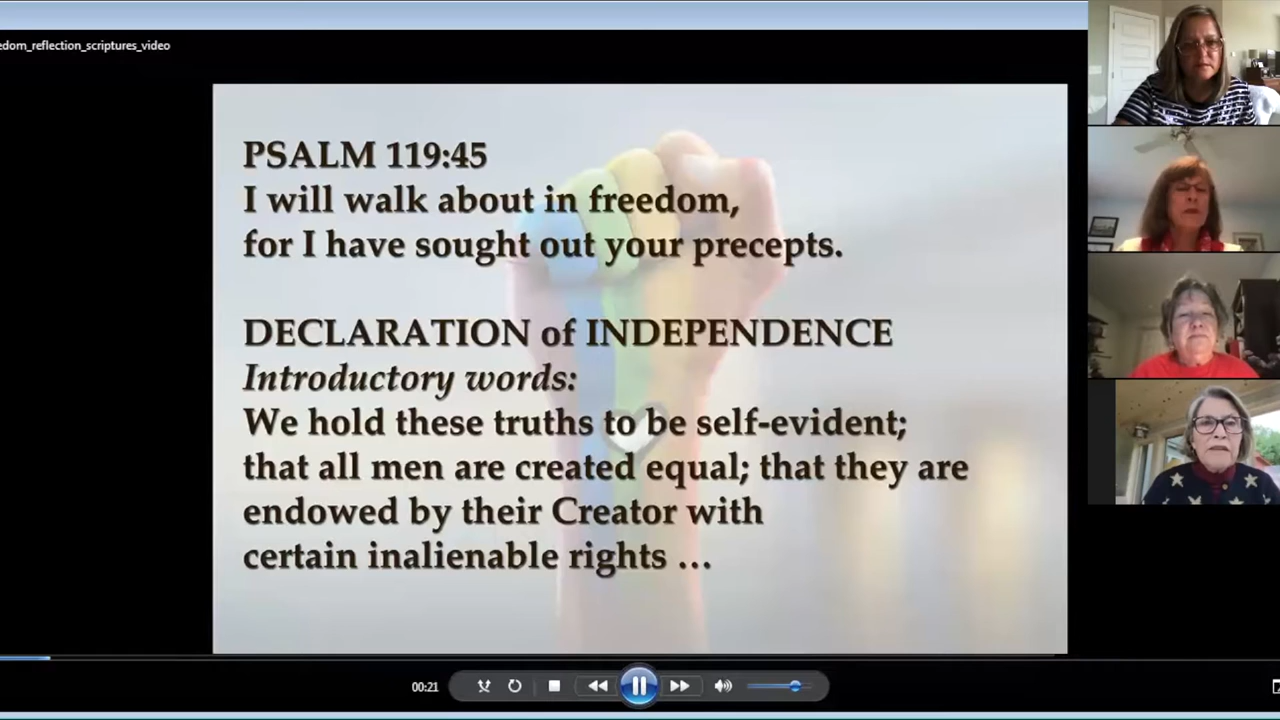 edom_reflection_scriptures_video
PSALM 119:45
I will walk about in freedom,
for I have sought out your precepts.
DECLARATION of INDEPENDENCE
Introductory words:
We hold these truths to be self-evident;
that all men are created equal; that they are
endowed by their Creator with
certain inalienable rights ...
00:21